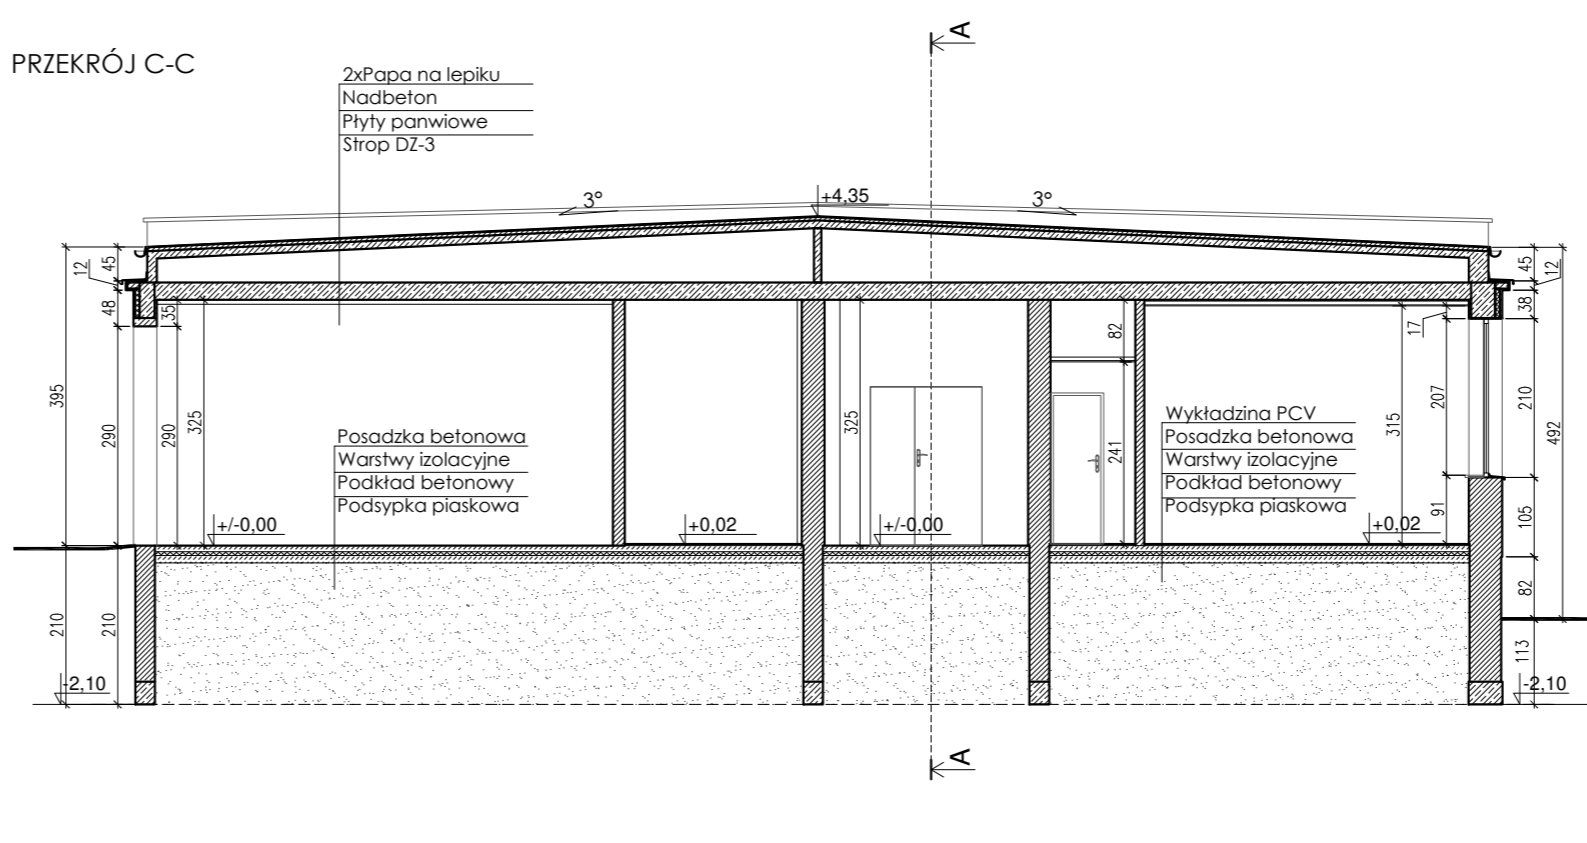 PRZEKRÓJ C-C
A
2xPapa na lepiku
Nadbeton
Płyty panwiowe
Strop DZ-3
3°
+4,35
3°
12
45
48
35
395
290
290
325
325
82
241
315
17
207
91
45
12
38
210
492
105
82
113
Posadzka betonowa
Warstwy izolacyjne
Podkład betonowy
Podsypka piaskowa
Wykładzina PCV
Posadzka betonowa
Warstwy izolacyjne
Podkład betonowy
Podsypka piaskowa
+/-0,00
+0,02
+/-0,00
+0,02
210
210
-2,10
-2,10
A